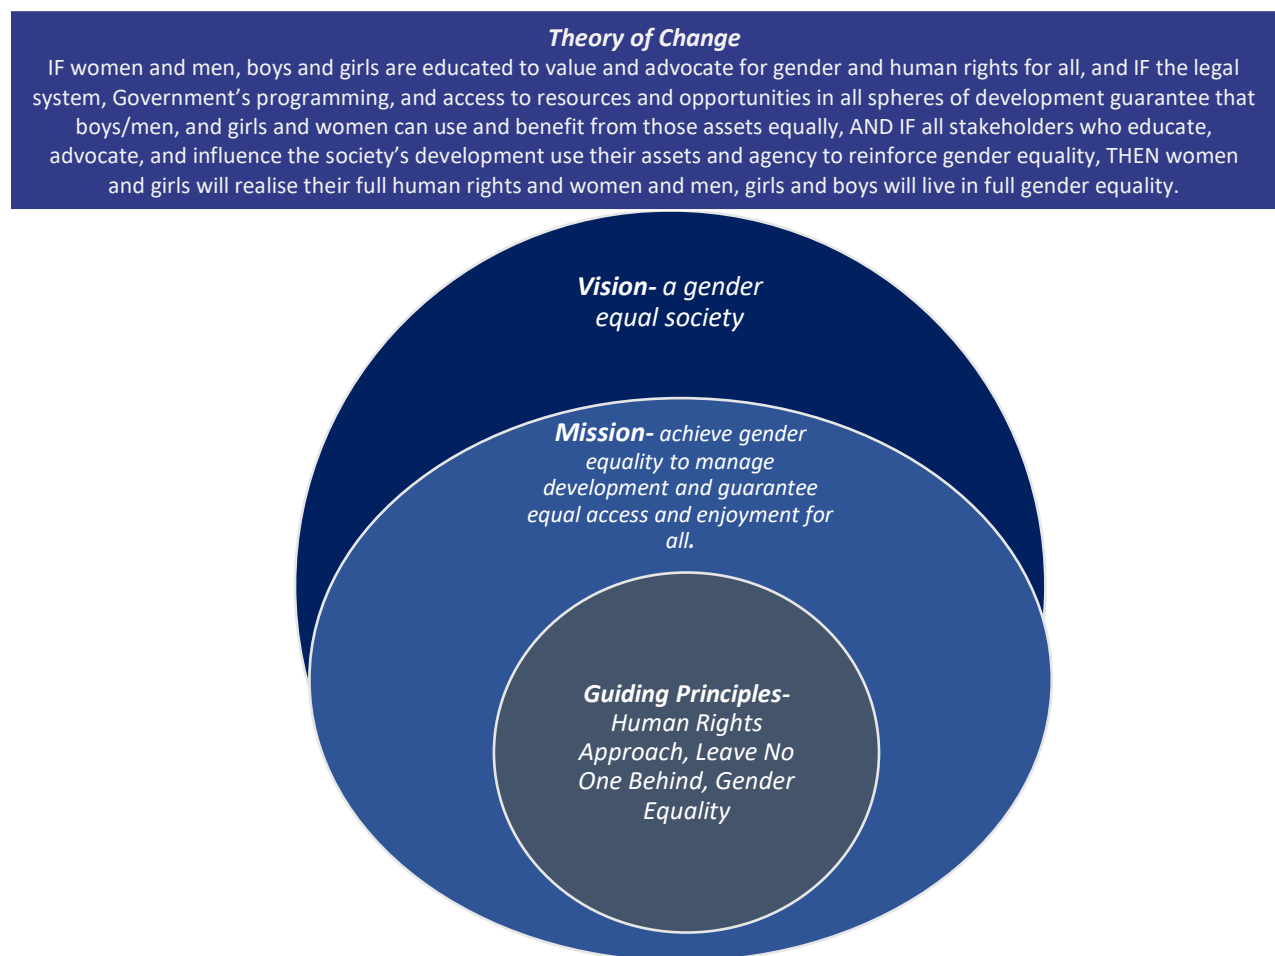 Theory of Change
IF women and men, boys and girls are educated to value and advocate for gender and human rights for all, and IF the legal
system, Government’s programming, and access to resources and opportunities in all spheres of development guarantee that
boys/men, and girls and women can use and benefit from those assets equally, AND IF all stakeholders who educate,
advocate, and influence the society’s development use their assets and agency to reinforce gender equality, THEN women
and girls will realise their full human rights and women and men, girls and boys will live in full gender equality.
Vision- a gender
equal society
Mission- achieve gender
equality to manage
development and guarantee
equal access and enjoyment for
all.
Guiding Principles-
Human Rights
Approach, Leave No
One Behind, Gender
Equality